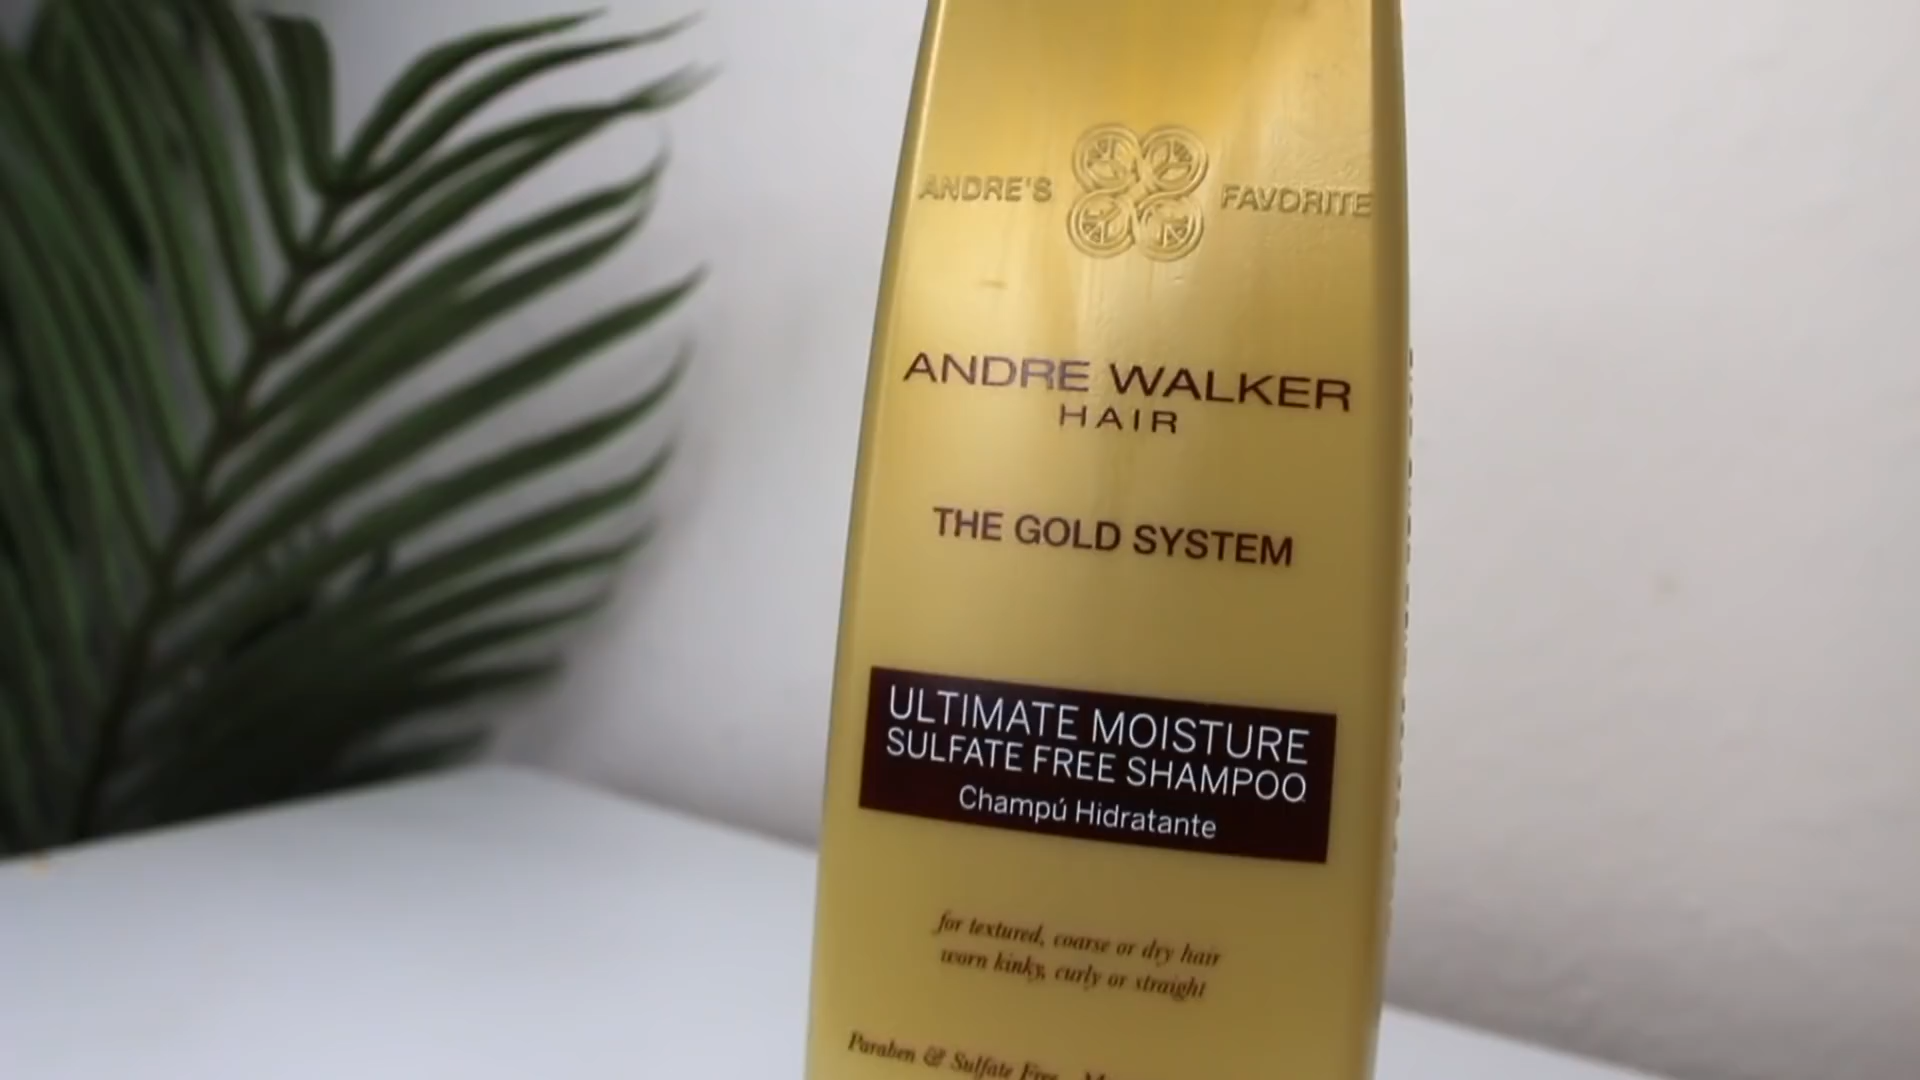 ANDRE'S FAVORITE
ANDRE WALKER
HAIR
THE GOLD SYSTEM
ULTIMATE MOISTURE
SULFATE FREE SHAMPOO
Champú Hidratante
for textured, coarse or dry hair
worn kinky, curly or straight
Paraben & Sulfate Free